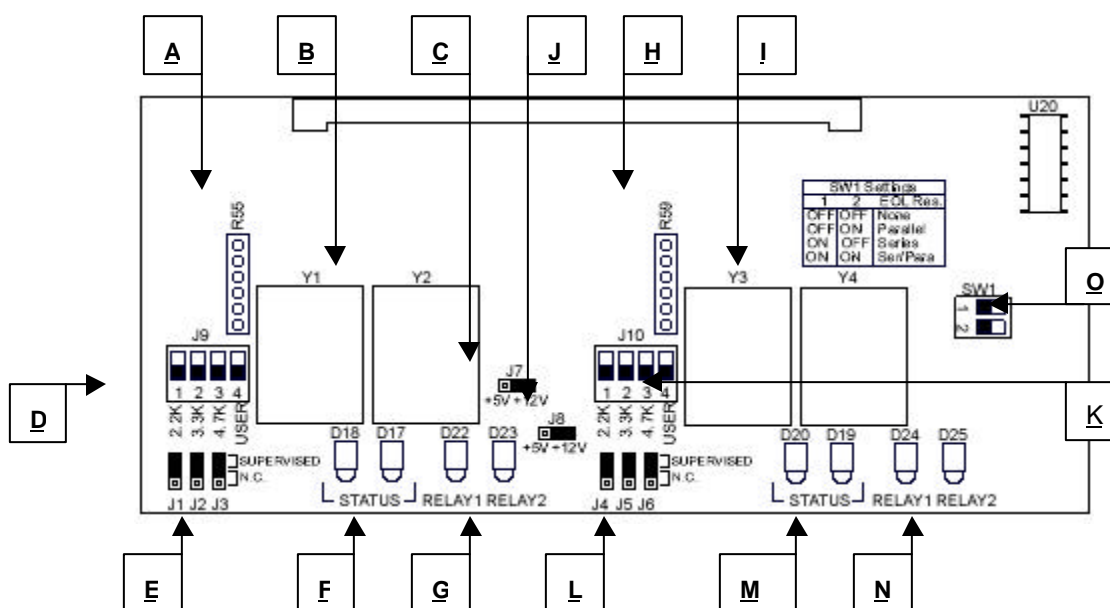 A
B
C
J
H
I
U20
SW1 Settings
1 2 EOL Res.
OFF OFF None
OFF ON Parallel
ON OFF Series
ON ON Ser/Para
R55
R59
Y1
Y2
Y3
Y4
O
SW1
1
2
J9
J10
J7
+5V +12V
J8
+5V +12V
D
K
1 2 3 4
2.2K
3.3K
4.7K
USER
1 2 3 4
2.2K
3.3K
4.7K
USER
D18
D17
D22
D23
D20
D19
D24
D25
SUPERVISED
N.C.
SUPERVISED
N.C.
J1 J2 J3
STATUS
RELAY1 RELAY2
J4 J5 J6
STATUS
RELAY1 RELAY2
E
F
G
L
M
N